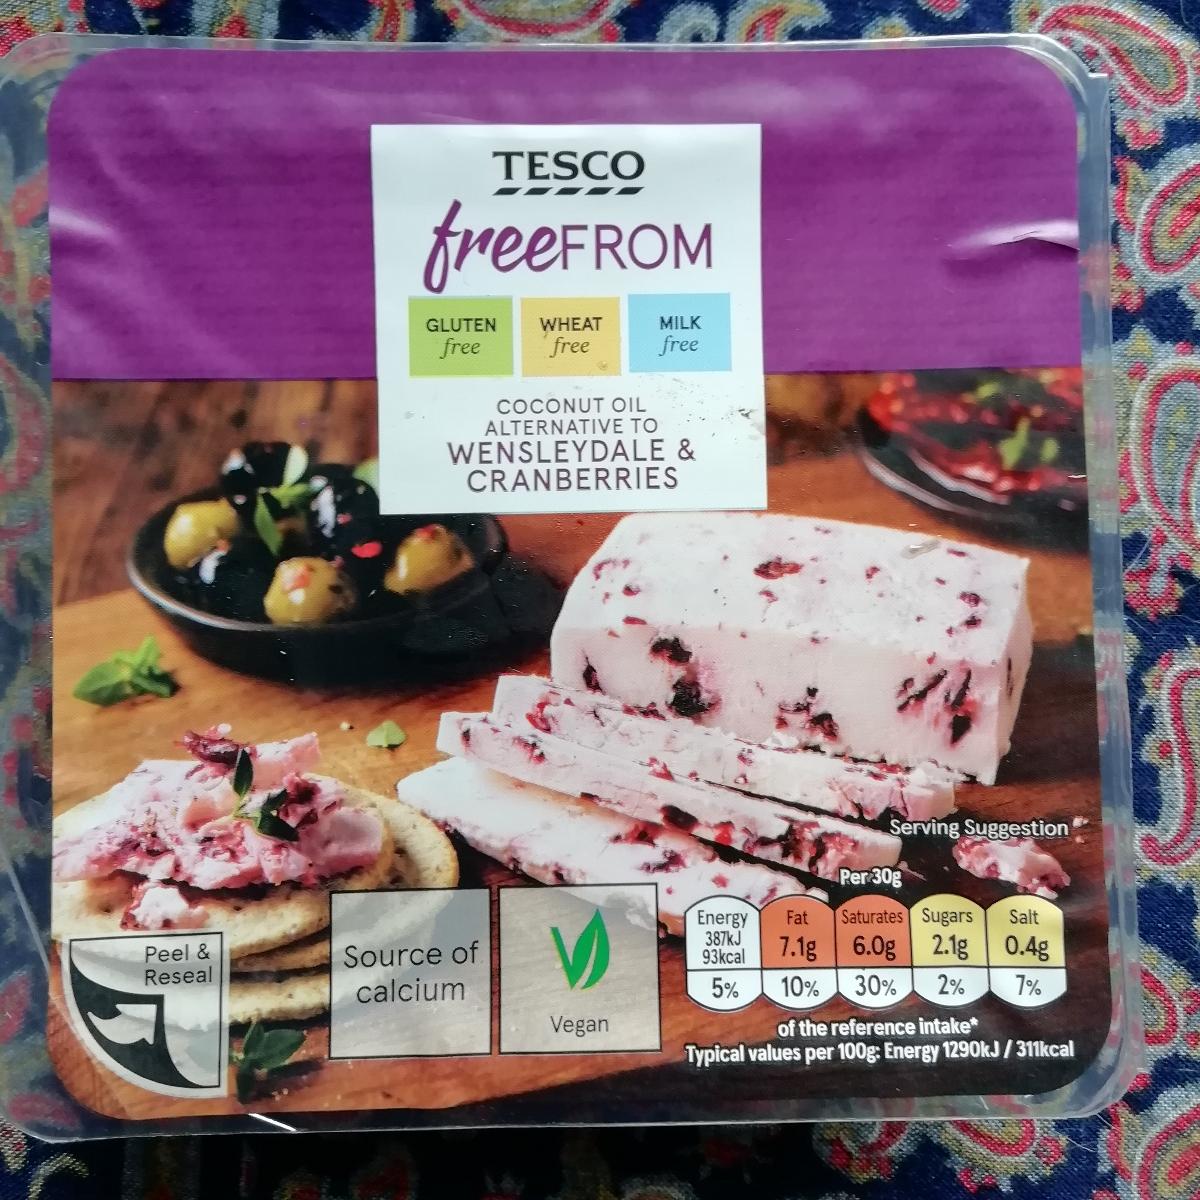 TESCO
freeFROM
GLUTEN free
WHEAT free
MILK free
COCONUT OIL
ALTERNATIVE TO
WENSLEYDALE &
CRANBERRIES
Serving Suggestion
Per 30g
Energy 387kJ 93kcal 5%
Fat 7.1g 10%
Saturates 6.0g 30%
Sugars 2.1g 2%
Salt 0.4g 7%
of the reference intake*
Typical values per 100g: Energy 1290kJ / 311kcal
Peel &
Reseal
Source of
calcium
Vegan